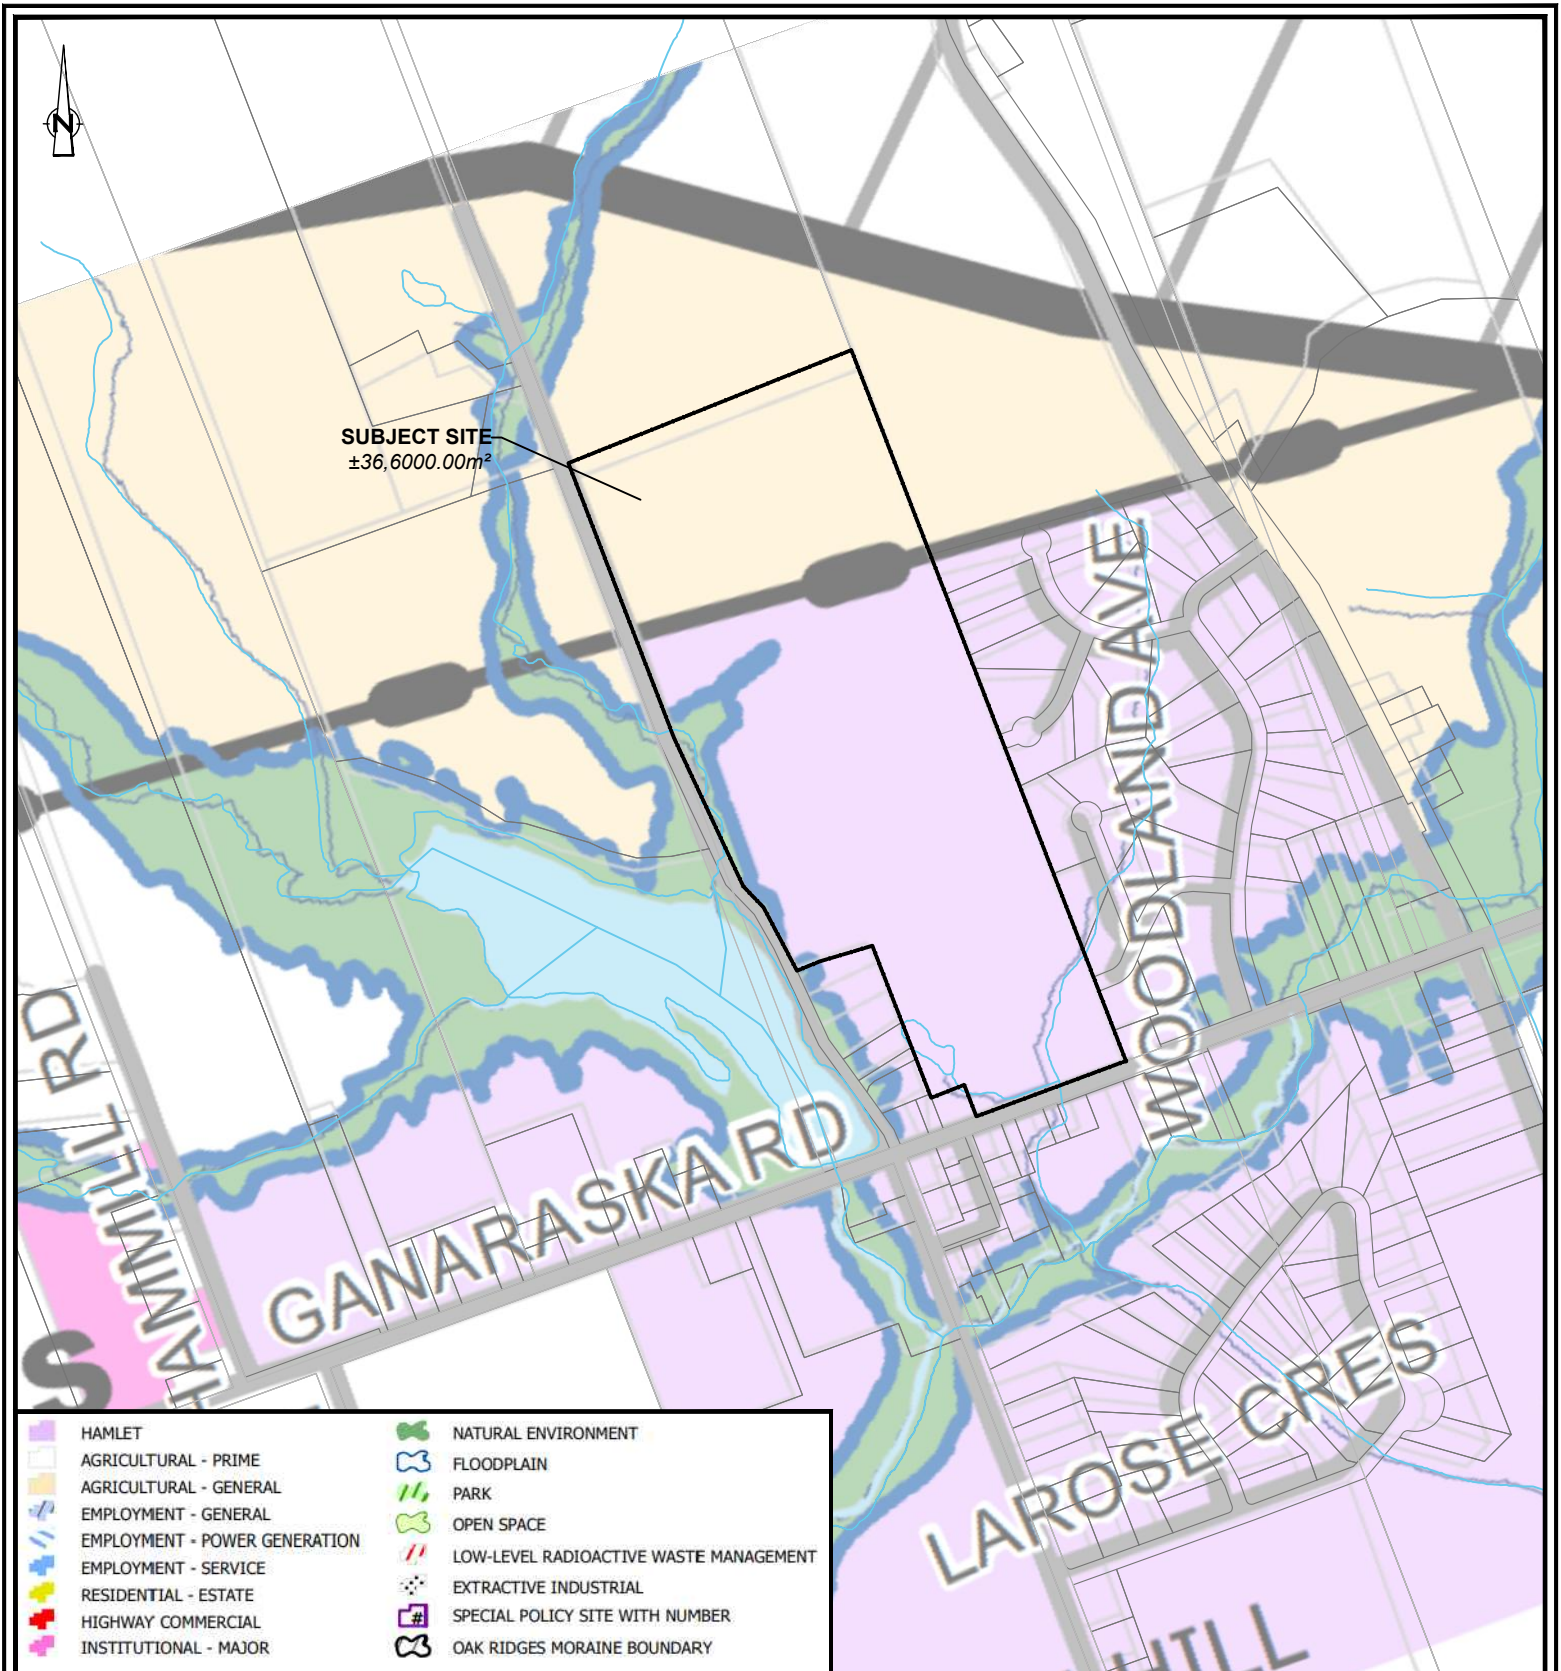 N
SUBJECT SITE
±36,6000.00m²
WOODLAND AVE
HAMMILL RD
GANARASKA RD
S
LAROSE CRES
HILL
HAMLET
AGRICULTURAL - PRIME
AGRICULTURAL - GENERAL
EMPLOYMENT - GENERAL
EMPLOYMENT - POWER GENERATION
EMPLOYMENT - SERVICE
RESIDENTIAL - ESTATE
HIGHWAY COMMERCIAL
INSTITUTIONAL - MAJOR
NATURAL ENVIRONMENT
FLOODPLAIN
PARK
OPEN SPACE
LOW-LEVEL RADIOACTIVE WASTE MANAGEMENT
EXTRACTIVE INDUSTRIAL
# SPECIAL POLICY SITE WITH NUMBER
OAK RIDGES MORAINE BOUNDARY